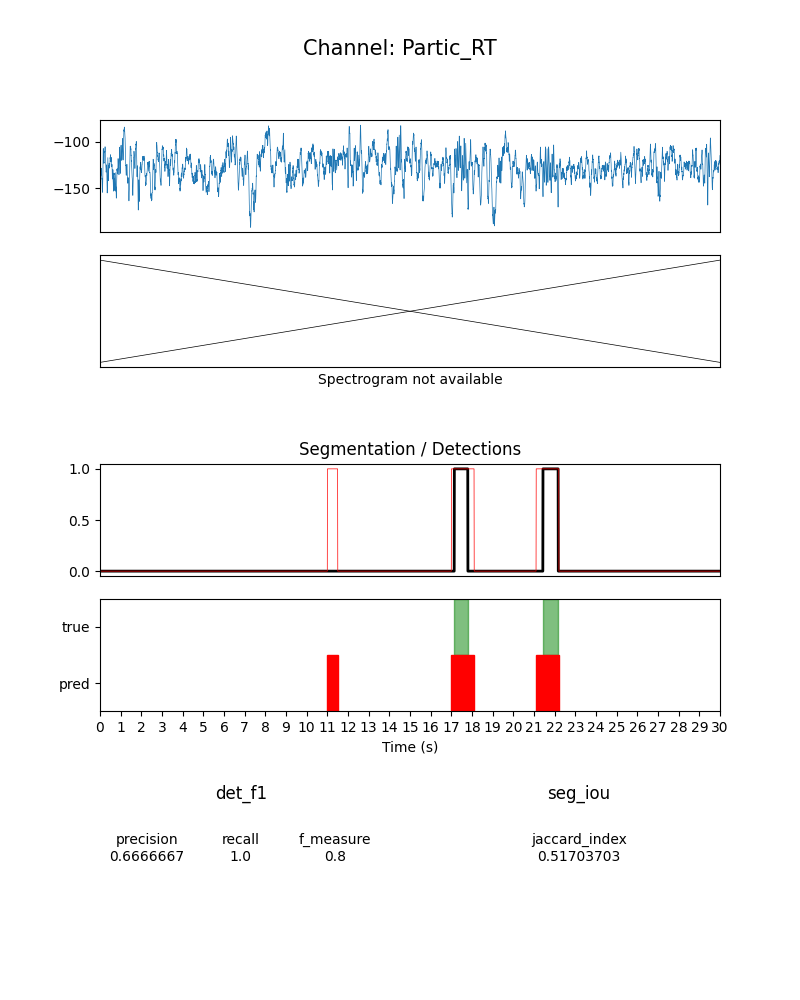 Channel: Partic_RT
−100
−150
Spectrogram not available
Segmentation / Detections
1.0
0.5
0.0
true
pred
0 1 2 3 4 5 6 7 8 9 10 11 12 13 14 15 16 17 18 19 20 21 22 23 24 25 26 27 28 29 30
Time (s)
det_f1 seg_iou
precision recall f_measure jaccard_index
0.6666667 1.0 0.8 0.51703703